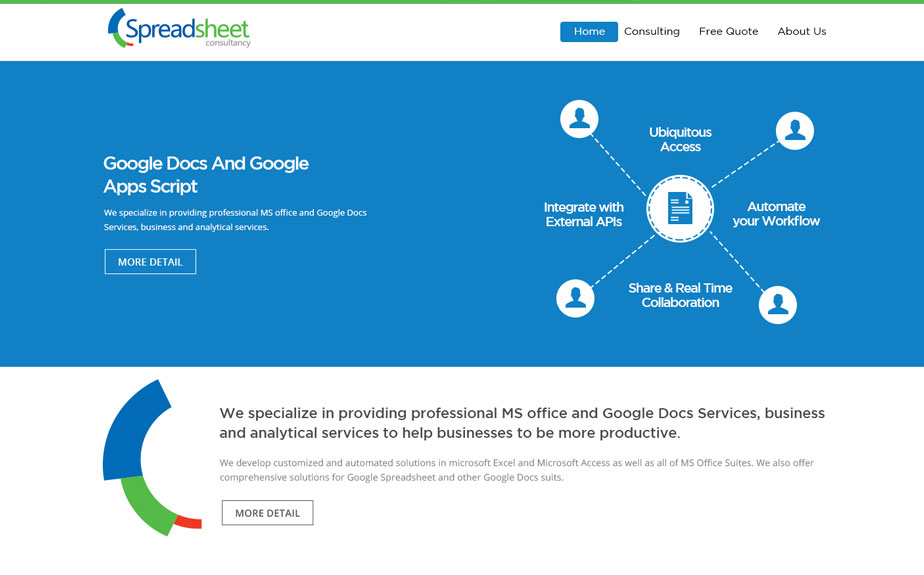 Spreadsheet
consultancy
Home
Consulting
Free Quote
About Us
Google Docs And Google
Apps Script
We specialize in providing professional MS office and Google Docs
Services, business and analytical services.
MORE DETAIL
Ubiquitous
Access
Integrate with
External APIs
Automate
your Workflow
Share & Real Time
Collaboration
We specialize in providing professional MS office and Google Docs Services, business
and analytical services to help businesses to be more productive.
We develop customized and automated solutions in microsoft Excel and Microsoft Access as well as all of MS Office Suites. We also offer
comprehensive solutions for Google Spreadsheet and other Google Docs suits.
MORE DETAIL